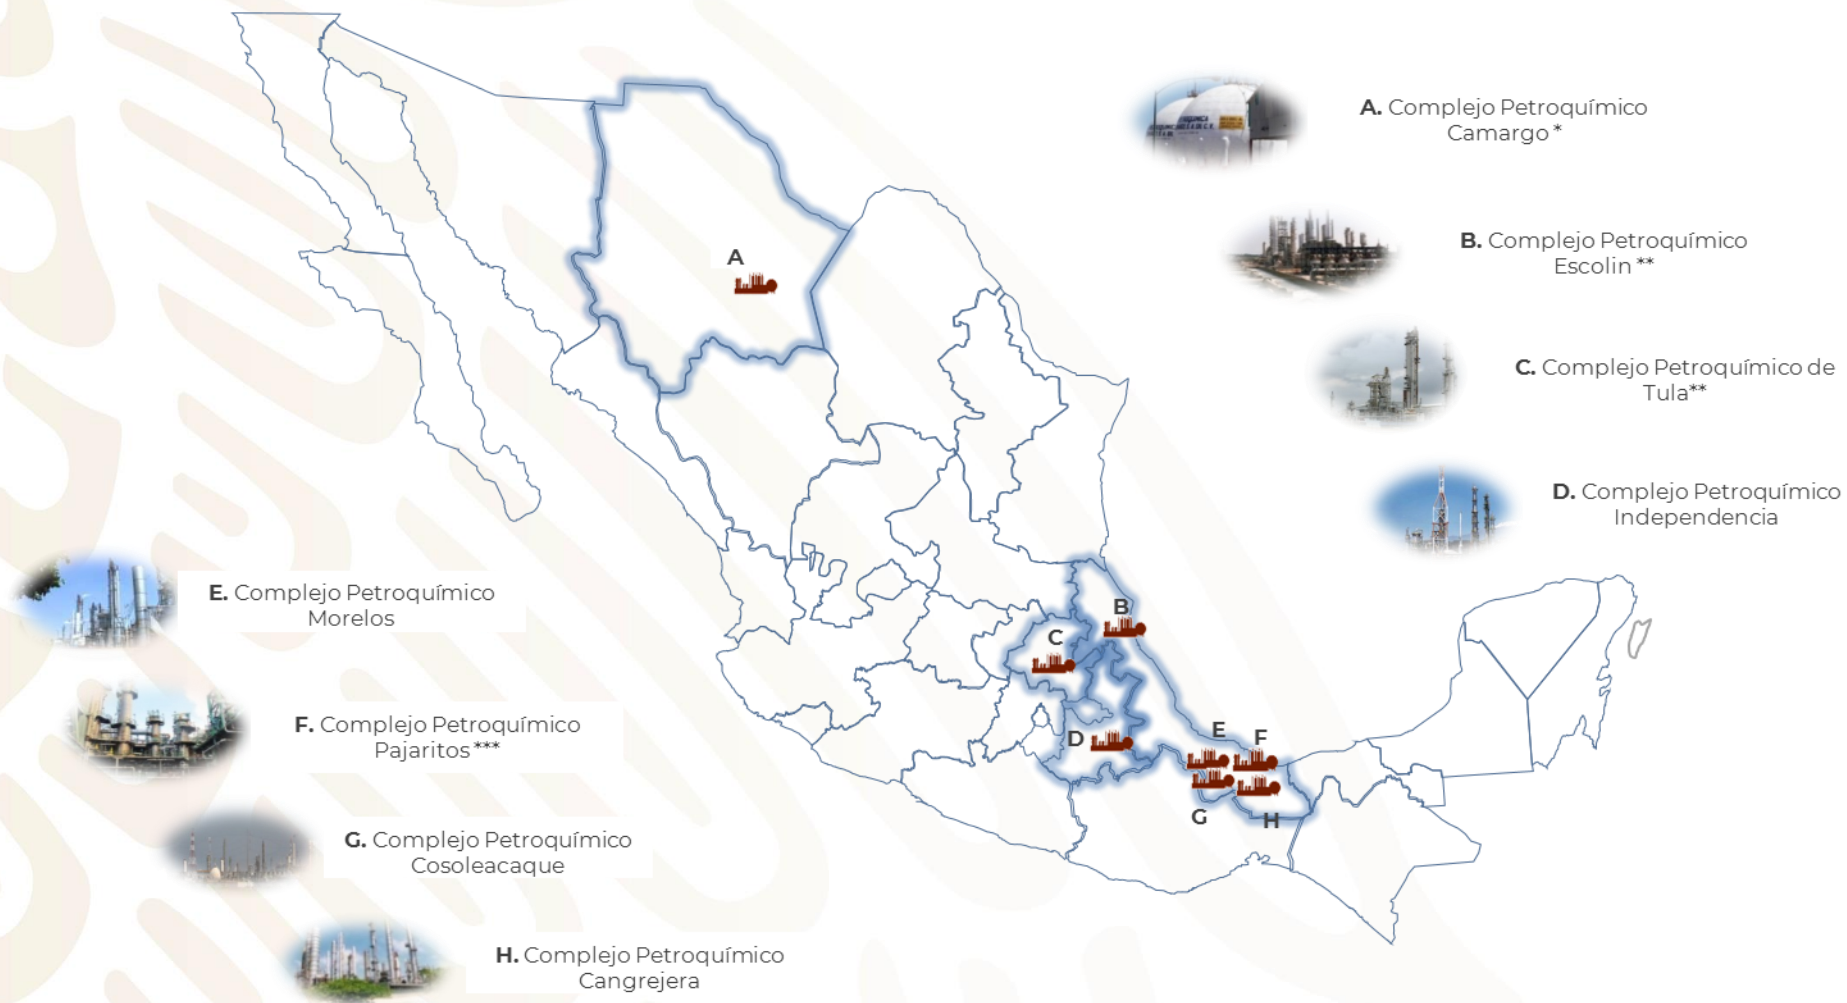 A. Complejo Petroquímico
Camargo *
B. Complejo Petroquímico
Escolin **
C. Complejo Petroquímico de
Tula**
D. Complejo Petroquímico
Independencia
E. Complejo Petroquímico
Morelos
F. Complejo Petroquímico
Pajaritos ***
G. Complejo Petroquímico
Cosoleacaque
H. Complejo Petroquímico
Cangrejera
A
B
C
D
E
F
G
H